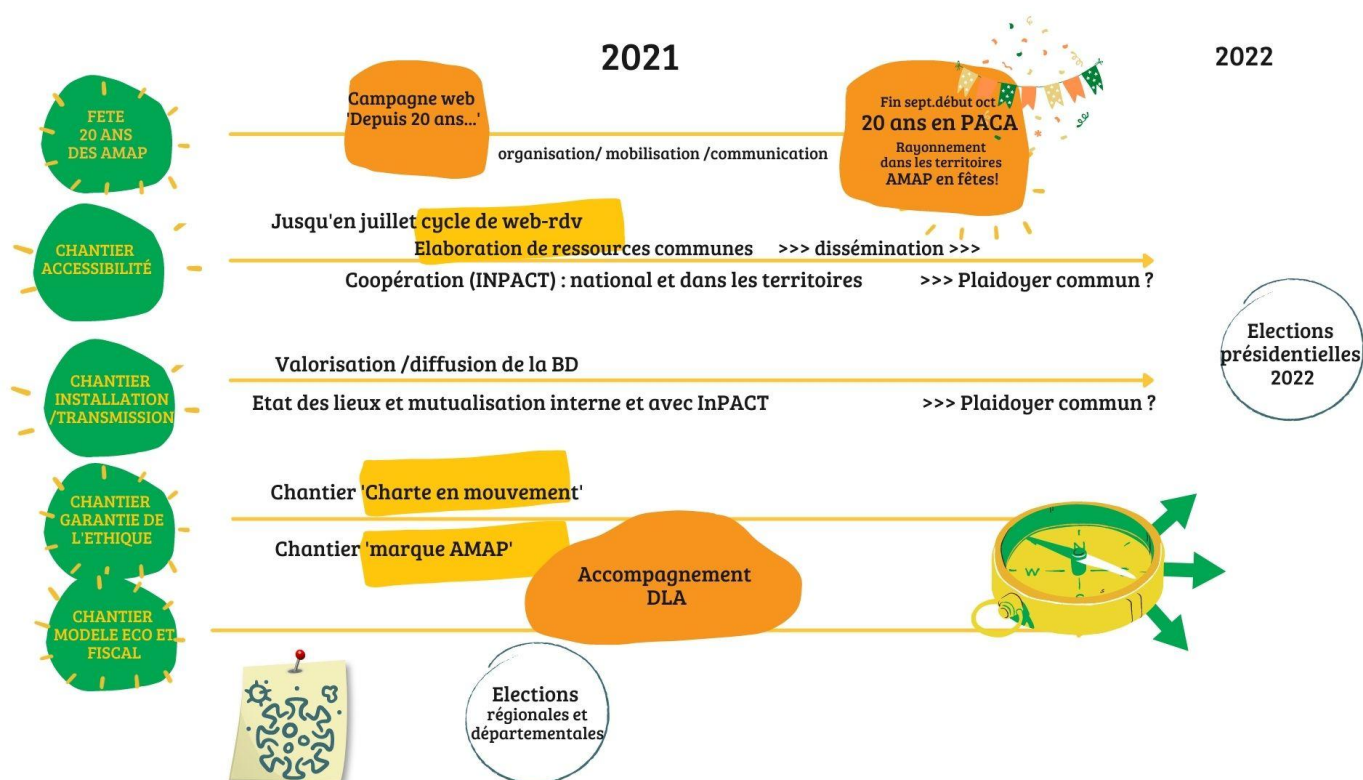 2021
2022
FETE
20 ANS
DES AMAP
Campagne web
'Depuis 20 ans...'
organisation/ mobilisation /communication
Fin sept.début oct
20 ans en PACA
Rayonnement
dans les territoires
AMAP en fêtes!
CHANTIER
ACCESSIBILITÉ
Jusqu'en juillet cycle de web-rdv
Elaboration de ressources communes >>> dissémination >>>
Coopération (INPACT) : national et dans les territoires >>> Plaidoyer commun ?
Elections
présidentielles
2022
CHANTIER
INSTALLATION
/TRANSMISSION
Valorisation /diffusion de la BD
Etat des lieux et mutualisation interne et avec InPACT >>> Plaidoyer commun ?
CHANTIER
GARANTIE DE
L'ETHIQUE
Chantier 'Charte en mouvement'
Chantier 'marque AMAP'
Accompagnement
DLA
N
W
CHANTIER
MODELE ECO ET
FISCAL
Elections
régionales et
départementales